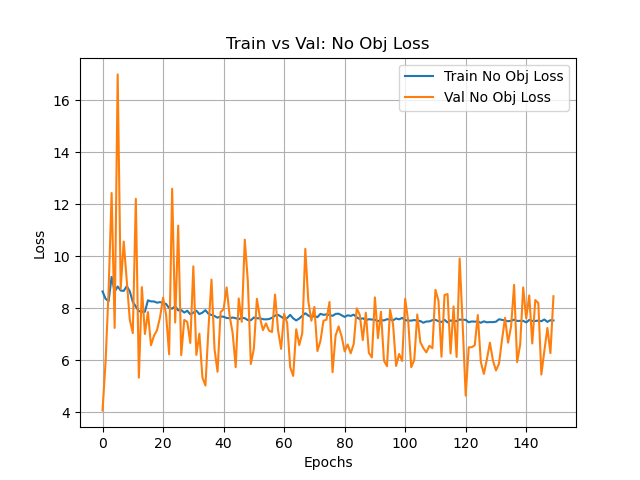 Train vs Val: No Obj Loss
Train No Obj Loss
Val No Obj Loss
16
14
12
10
8
6
4
Loss
0 20 40 60 80 100 120 140
Epochs